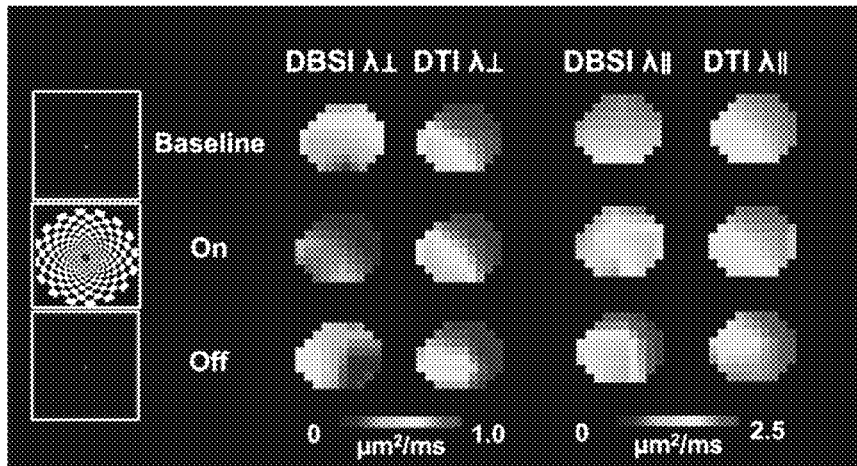 DBSI λ⊥ DTI λ⊥ DBSI λ∥ DTI λ∥
Baseline
On
Off
0 1.0 0 2.5
µm²/ms µm²/ms